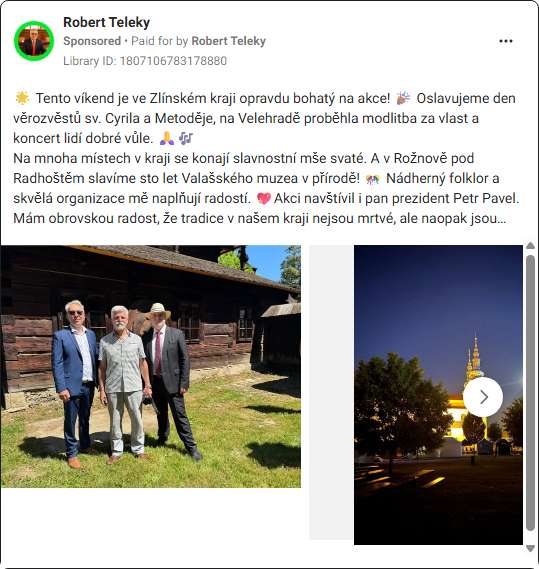 Robert Teleky
Sponsored • Paid for by Robert Teleky
Library ID: 1807106783178880
🌟 Tento víkend je ve Zlínském kraji opravdu bohatý na akce! 🎉 Oslavujeme den
věrozvěstů sv. Cyrila a Metoděje, na Velehradě proběhla modlitba za vlast a
koncert lidí dobré vůle. 🙏 🎶
Na mnoha místech v kraji se konají slavnostní mše svaté. A v Rožnově pod
Radhoštěm slavíme sto let Valašského muzea v přírodě! 🎊 Nádherný folklor a
skvělá organizace mě naplňují radostí. 💖 Akci navštívil i pan prezident Petr Pavel.
Mám obrovskou radost, že tradice v našem kraji nejsou mrtvé, ale naopak jsou...